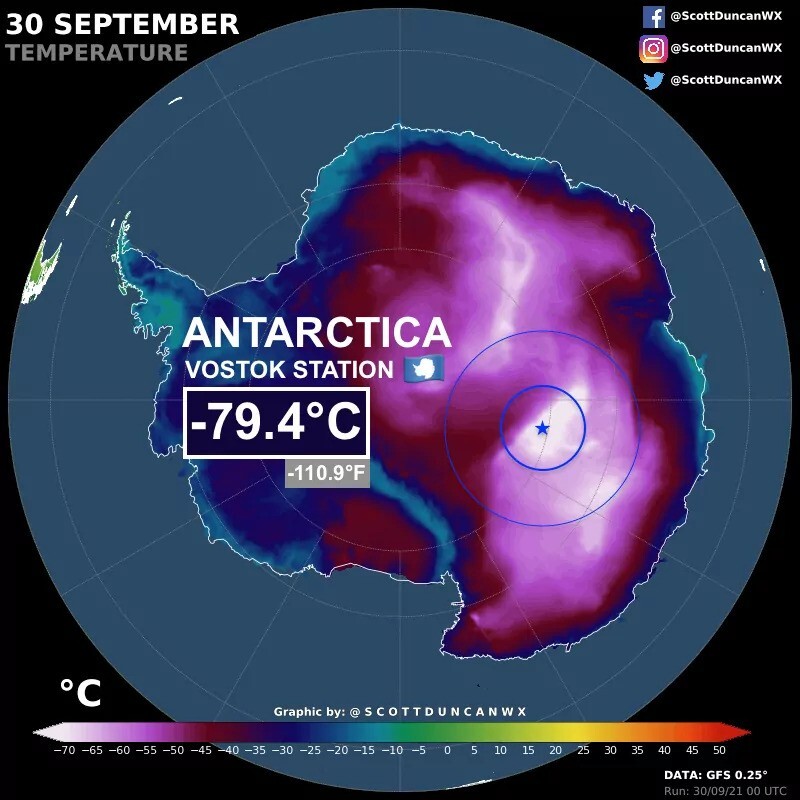 30 SEPTEMBER
TEMPERATURE
@ScottDuncanWX
@ScottDuncanWX
@ScottDuncanWX
ANTARCTICA
VOSTOK STATION
-79.4°C
-110.9°F
°C
Graphic by: @ S C O T T D U N C A N W X
−70 −65 −60 −55 −50 −45 −40 −35 −30 −25 −20 −15 −10 −5 0 5 10 15 20 25 30 35 40 45 50
DATA: GFS 0.25°
Run: 30/09/21 00 UTC